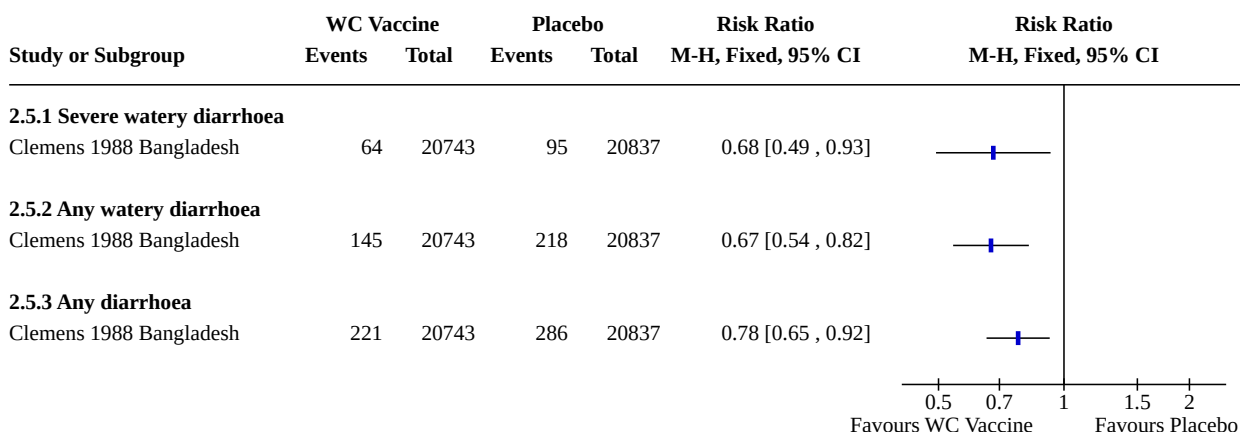 WC Vaccine Placebo Risk Ratio Risk Ratio
Study or Subgroup Events Total Events Total M-H, Fixed, 95% CI M-H, Fixed, 95% CI
2.5.1 Severe watery diarrhoea
Clemens 1988 Bangladesh 64 20743 95 20837 0.68 [0.49 , 0.93]
2.5.2 Any watery diarrhoea
Clemens 1988 Bangladesh 145 20743 218 20837 0.67 [0.54 , 0.82]
2.5.3 Any diarrhoea
Clemens 1988 Bangladesh 221 20743 286 20837 0.78 [0.65 , 0.92]
0.5 0.7 1 1.5 2
Favours WC Vaccine Favours Placebo